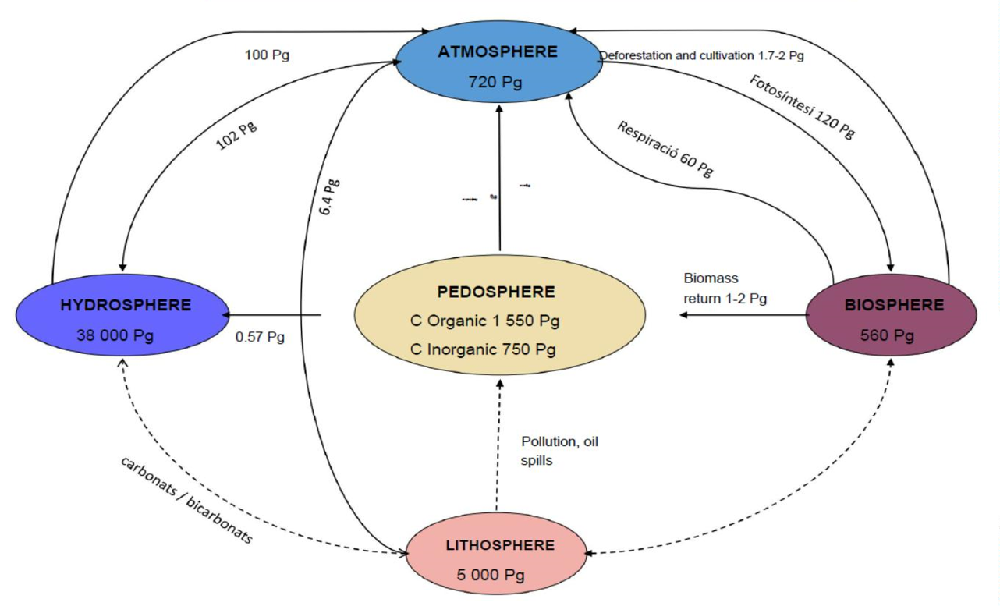 ATMOSPHERE
720 Pg
100 Pg
Deforestation and cultivation 1.7-2 Pg
Fotosíntesi 120 Pg
102 Pg
Respiració 60 Pg
6.4 Pg
HYDROSPHERE
38 000 Pg
0.57 Pg
PEDOSPHERE
C Organic 1 550 Pg
C Inorganic 750 Pg
Biomass
return 1-2 Pg
BIOSPHERE
560 Pg
Pollution, oil
spills
carbonats / bicarbonats
LITHOSPHERE
5 000 Pg